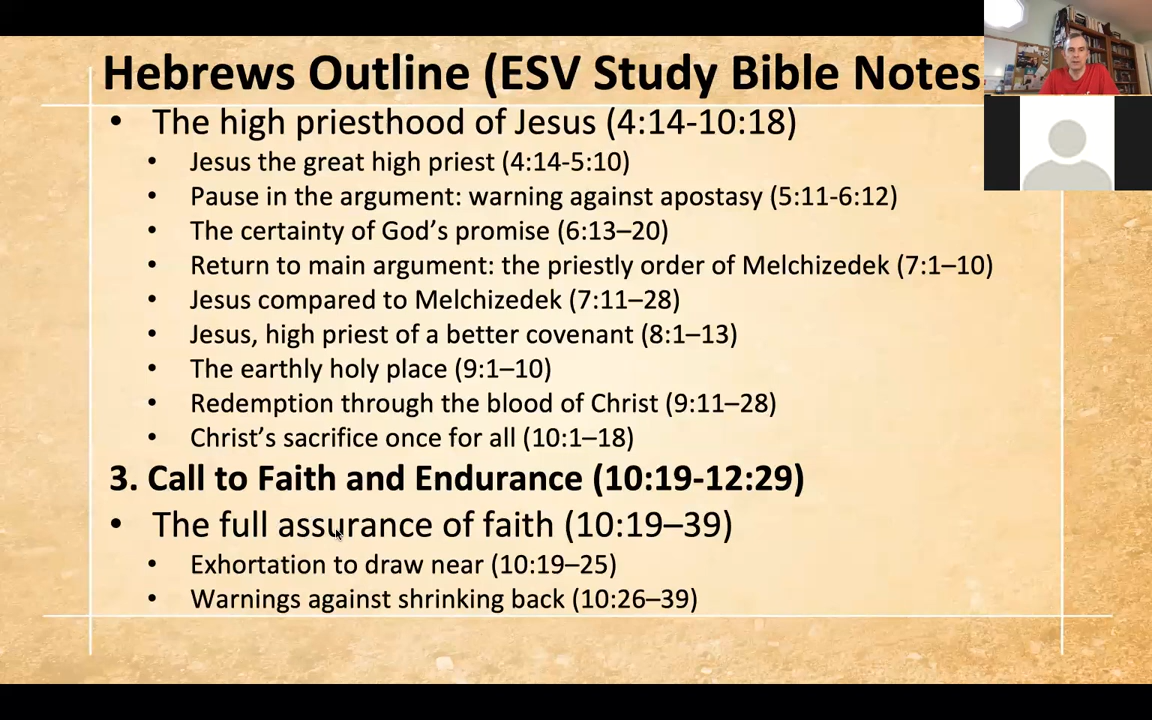 Hebrews Outline (ESV Study Bible Notes
• The high priesthood of Jesus (4:14-10:18)
• Jesus the great high priest (4:14-5:10)
• Pause in the argument: warning against apostasy (5:11-6:12)
• The certainty of God’s promise (6:13–20)
• Return to main argument: the priestly order of Melchizedek (7:1–10)
• Jesus compared to Melchizedek (7:11–28)
• Jesus, high priest of a better covenant (8:1–13)
• The earthly holy place (9:1–10)
• Redemption through the blood of Christ (9:11–28)
• Christ’s sacrifice once for all (10:1–18)
3. Call to Faith and Endurance (10:19-12:29)
• The full assurance of faith (10:19–39)
• Exhortation to draw near (10:19–25)
• Warnings against shrinking back (10:26–39)